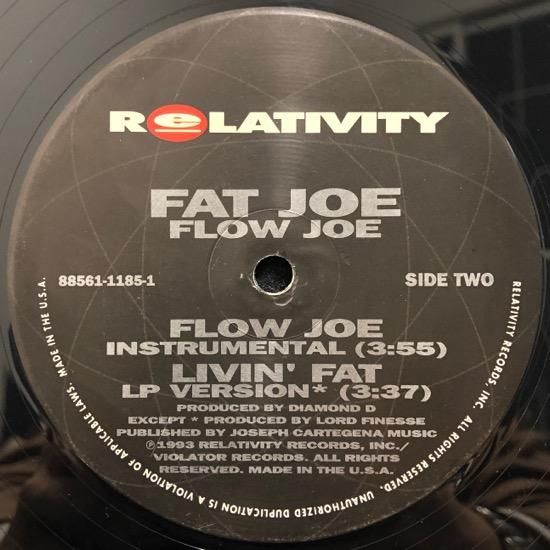 ReLATIVITY
FAT JOE
FLOW JOE
88561-1185-1
SIDE TWO
FLOW JOE
INSTRUMENTAL (3:55)
LIVIN' FAT
LP VERSION* (3:37)
PRODUCED BY DIAMOND D
EXCEPT * PRODUCED BY LORD FINESSE
PUBLISHED BY JOSEPH CARTEGENA MUSIC
℗1993 RELATIVITY RECORDS, INC./
VIOLATOR RECORDS. ALL RIGHTS
RESERVED. MADE IN THE U.S.A.
RELATIVITY RECORDS, INC. ALL RIGHTS RESERVED. UNAUTHORIZED DUPLICATION IS A VIOLATION OF APPLICABLE LAWS. MADE IN THE U.S.A.